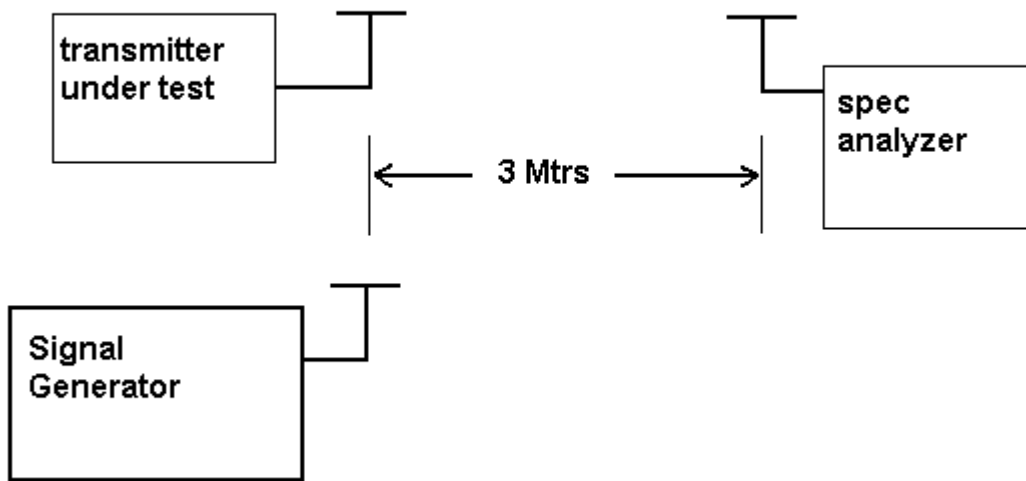 transmitter
under test
spec
analyzer
3 Mtrs
Signal
Generator